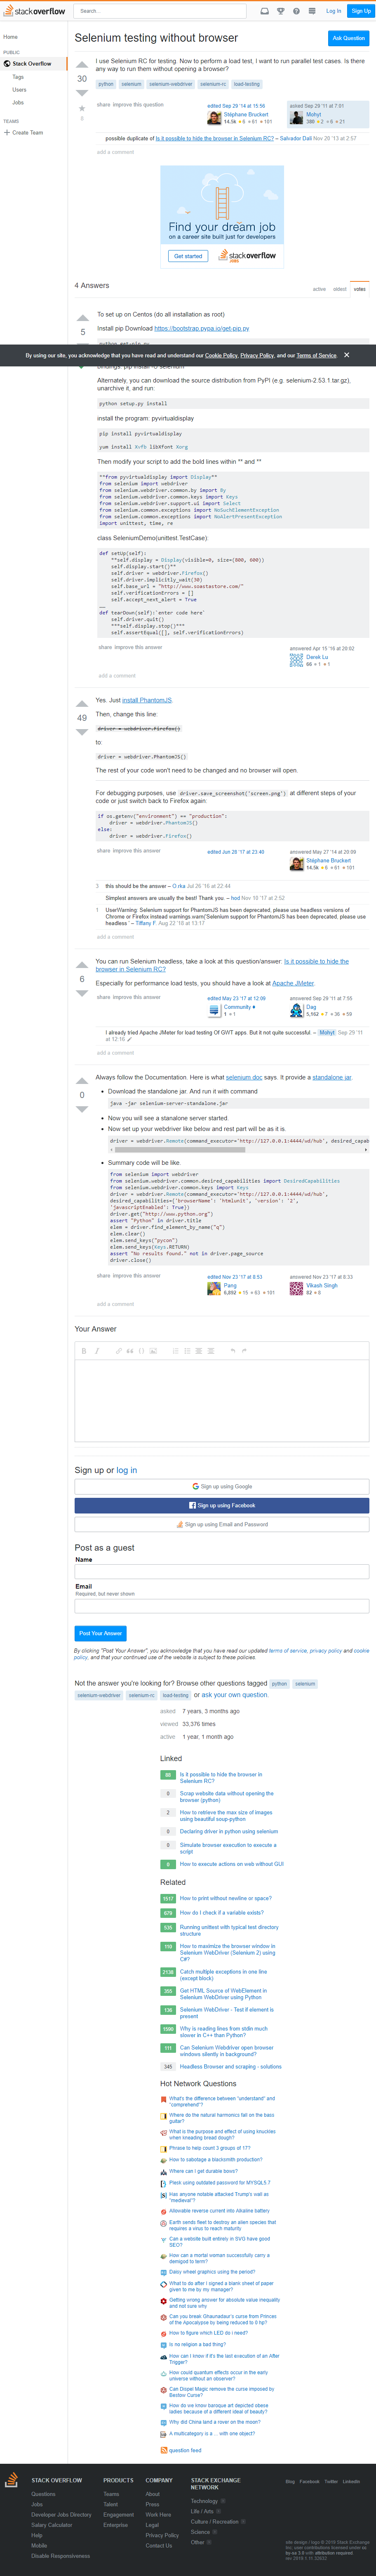 stackoverflow
Search…
Log In
Sign Up
Home
PUBLIC
Stack Overflow
Tags
Users
Jobs
TEAMS
Create Team
Selenium testing without browser
Ask Question
30
I use Selenium RC for testing. Now to perform a load test, I want to run parallel test cases. Is there
any way to run them without opening a browser?
python selenium selenium-webdriver selenium-rc load-testing
share improve this question
edited Sep 29 '14 at 15:56
Stéphane Bruckert
14.5k 6 61 101
asked Sep 29 '11 at 7:01
Mohyt
380 2 6 21
possible duplicate of Is it possible to hide the browser in Selenium RC? – Salvador Dali Nov 20 '13 at 2:57
add a comment
Find your dream job
on a career site built for developers
Get started
stackoverflow
JOBS
4 Answers
active oldest votes
5
To set up on Centos (do all installation as root)
Install pip Download https://bootstrap.pypa.io/get-pip.py
By using our site, you acknowledge that you have read and understand our Cookie Policy, Privacy Policy, and our Terms of Service.
Alternately, you can download the source distribution from PyPI (e.g. selenium-2.53.1.tar.gz),
unarchive it, and run
python setup.py install
install the program: pyvirtualdisplay
pip install pyvirtualdisplay
yum install Xvfb libXfont Xorg
Then modify your script to add the bold lines within ** and **
**from pyvirtualdisplay import Display**
from selenium import webdriver
from selenium.webdriver.common.by import By
from selenium.webdriver.common.keys import Keys
from selenium.webdriver.support.ui import Select
from selenium.common.exceptions import NoSuchElementException
from selenium.common.exceptions import NoAlertPresentException
import unittest, time, re
class SeleniumDemo(unittest.TestCase):
def setUp(self):
**self.display = Display(visible=0, size=(800, 600))
self.display.start()**
self.driver = webdriver.Firefox()
self.driver.implicitly_wait(30)
self.base_url = "http://www.soastastore.com/"
self.verificationErrors = []
self.accept_next_alert = True
def tearDown(self):`enter code here`
self.driver.quit()
***self.display.stop()***
self.assertEqual([], self.verificationErrors)
share improve this answer
answered Apr 15 '16 at 20:02
Derek Lu
66 1 1
add a comment
49
Yes. Just install PhantomJS.
Then, change this line:
driver = webdriver.Firefox()
to:
driver = webdriver.PhantomJS()
The rest of your code won't need to be changed and no browser will open.
For debugging purposes, use driver.save_screenshot('screen.png') at different steps of your
code or just switch back to Firefox again:
if os.getenv("environment") == "production":
driver = webdriver.PhantomJS()
else:
driver = webdriver.Firefox()
share improve this answer
edited Jun 28 '17 at 23:40
answered May 27 '14 at 20:09
Stéphane Bruckert
14.5k 6 61 101
3 this should be the answer – O.rka Jul 26 '16 at 22:44
Simplest answers are usually the best! Thank you. – hod Nov 15 '17 at 2:52
1 UserWarning: Selenium support for PhantomJS has been deprecated, please use headless versions of
Chrome or Firefox instead warnings.warn('Selenium support for PhantomJS has been deprecated, please use
headless ' – Tiffany F Aug 22 '18 at 13:17
add a comment
6
You can run Selenium headless, take a look at this question/answer: Is it possible to hide the
browser in Selenium RC?
Especially for performance load tests, you should have a look at Apache JMeter.
share improve this answer
edited May 23 '17 at 12:09
Community ♦
1 1
answered Sep 29 '11 at 7:55
Dag
5,162 7 36 59
I already tried Apache JMeter for load testing Of GWT apps. But it not quite successful. – Mohyt Sep 29 '11
at 12:16
add a comment
0
Always follow the Documentation. Here is what selenium doc says. It provide a standalone jar.
• Download the standalone jar. And run it with command
java -jar selenium-server-standalone.jar
• Now you will see a stanalone server started.
• Now set up your webdriver like below and rest part will be as it is.
driver = webdriver.Remote(command_executor='http://127.0.0.1:4444/wd/hub', desired_capab
• Summary code will be like.
from selenium import webdriver
from selenium.webdriver.common.desired_capabilities import DesiredCapabilities
from selenium.webdriver.common.keys import Keys
driver = webdriver.Remote(command_executor='http://127.0.0.1:4444/wd/hub',
desired_capabilities={'browserName': 'htmlunit', 'version': '2',
'javascriptEnabled': True})
driver.get("http://www.python.org")
assert "Python" in driver.title
elem = driver.find_element_by_name("q")
elem.clear()
elem.send_keys("pycon")
elem.send_keys(Keys.RETURN)
assert "No results found." not in driver.page_source
driver.close()
share improve this answer
edited Nov 23 '17 at 8:53
Pang
6,892 15 63 101
answered Nov 23 '17 at 8:33
Vikash Singh
82 8
add a comment
Your Answer
Sign up or log in
Sign up using Google
Sign up using Facebook
Sign up using Email and Password
Post as a guest
Name
Email
Required, but never shown
Post Your Answer
By clicking "Post Your Answer", you acknowledge that you have read our updated terms of service, privacy policy and cookie
policy, and that your continued use of the website is subject to these policies.
Not the answer you're looking for? Browse other questions tagged python selenium
selenium-webdriver selenium-rc load-testing or ask your own question.
asked 7 years, 3 months ago
viewed 33,376 times
active 1 year, 1 month ago
Linked
Is it possible to hide the browser in
Selenium RC?
0 Scrap website data without opening the
browser (python)
2 How to retrieve the max size of images
using beautiful soup-python
0 Declaring driver in python using selenium
0 Simulate browser execution to execute a
script
How to execute actions on web without GUI
Related
1517 How to print without newline or space?
How do I check if a variable exists?
Running unittest with typical test directory
structure
110 How to maximize the browser window in
Selenium WebDriver (Selenium 2) using
C#?
2138 Catch multiple exceptions in one line
(except block)
Get HTML Source of WebElement in
Selenium WebDriver using Python
Selenium WebDriver - Test if element is
present
Why is reading lines from stdin much
slower in C++ than Python?
111 Can Selenium Webdriver open browser
windows silently in background?
345 Headless Browser and scraping - solutions
Hot Network Questions
What's the difference between "understand" and
"comprehend"?
Where do the natural harmonics fall on the bass
guitar?
What is the purpose and effect of using knuckles
when kneading bread dough?
Phrase to help count 3 groups of 17?
How to sabotage a blacksmith production?
Where can I get durable bows?
Plesk using outdated password for MYSQL5.7
Has anyone notable attacked Trump's wall as
"medieval"?
Allowable reverse current into Alkaline battery
Earth sends fleet to destroy an alien species that
requires a virus to reach maturity
Can a website built entirely in SVG have good
SEO?
How can a mortal woman successfully carry a
demigod to term?
Daisy wheel graphics using the period?
What to do after I signed a blank sheet of paper
given to me by my manager?
Getting wrong answer for absolute value inequality
and not sure why
Can you break Ghaunadaur's curse from Princes
of the Apocalypse by being reduced to 0 hp?
How to figure which LED do i need?
Is no religion a bad thing?
How can I know if it's the last execution of an After
Trigger?
How could quantum effects occur in the early
universe without an observer?
Can Dispel Magic remove the curse imposed by
Bestow Curse?
How do we know baroque art depicted obese
ladies because of a different ideal of beauty?
Why did China land a rover on the moon?
A multicategory is a ... with one object?
question feed
STACK OVERFLOW
Questions
Jobs
Developer Jobs Directory
Salary Calculator
Help
Mobile
Disable Responsiveness
PRODUCTS
Teams
Talent
Engagement
Enterprise
COMPANY
About
Press
Work Here
Legal
Privacy Policy
Contact Us
STACK EXCHANGE
NETWORK
Technology
Life / Arts
Culture / Recreation
Science
Other
Blog Facebook Twitter LinkedIn
site design / logo © 2019 Stack Exchange
Inc; user contributions licensed under cc
by-sa 3.0 with attribution required.